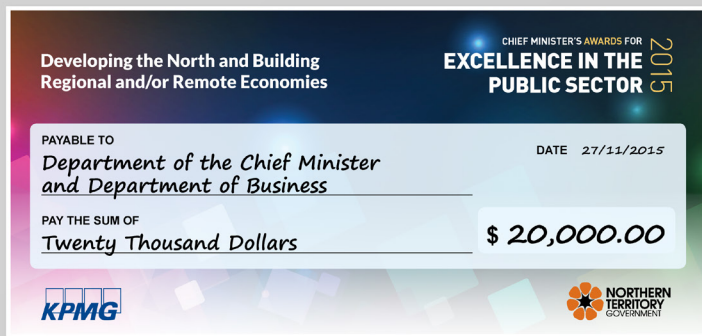 Developing the North and Building
Regional and/or Remote Economies
CHIEF MINISTER'S AWARDS FOR
EXCELLENCE IN THE
PUBLIC SECTOR
2015
PAYABLE TO
Department of the Chief Minister
and Department of Business
DATE 27/11/2015
PAY THE SUM OF
Twenty Thousand Dollars
$ 20,000.00
KPMG
NORTHERN
TERRITORY
GOVERNMENT